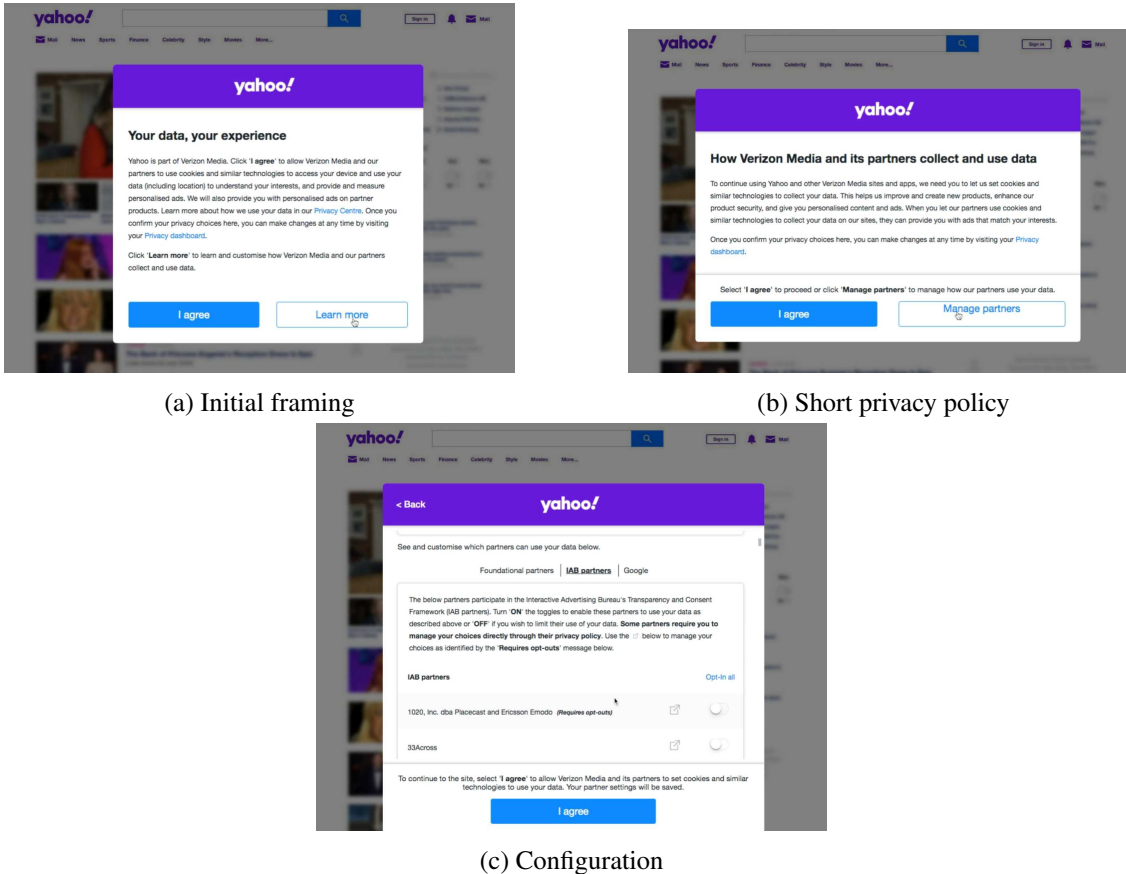 yahoo!
Sign in
Mail
Mail News Sports Finance Celebrity Style Movies More...
yahoo!
Your data, your experience
Yahoo is part of Verizon Media. Click 'I agree' to allow Verizon Media and our
partners to use cookies and similar technologies to access your device and use your
data (including location) to understand your interests, and provide and measure
personalised ads. We will also provide you with personalised ads on partner
products. Learn more about how we use your data in our Privacy Centre. Once you
confirm your privacy choices here, you can make changes at any time by visiting
your Privacy dashboard.
Click 'Learn more' to learn and customise how Verizon Media and our partners
collect and use data.
I agree
Learn more
(a) Initial framing
yahoo!
Sign in
Mail
Mail News Sports Finance Celebrity Style Movies More...
yahoo!
How Verizon Media and its partners collect and use data
To continue using Yahoo and other Verizon Media sites and apps, we need you to let us set cookies and
similar technologies to collect your data. This helps us improve and create new products, enhance our
product security, and give you personalised content and ads. When you let our partners use cookies and
similar technologies to collect your data on our sites, they can provide you with ads that match your interests.
Once you confirm your privacy choices here, you can make changes at any time by visiting your Privacy
dashboard.
Select 'I agree' to proceed or click 'Manage partners' to manage how our partners use your data.
I agree
Manage partners
(b) Short privacy policy
yahoo!
Sign in
Mail
Mail News Sports Finance Celebrity Style Movies More...
< Back
yahoo!
See and customise which partners can use your data below.
Foundational partners | IAB partners | Google
The below partners participate in the Interactive Advertising Bureau's Transparency and Consent
Framework (IAB partners). Turn 'ON' the toggles to enable these partners to use your data as
described above or 'OFF' if you wish to limit their use of your data. Some partners require you to
manage your choices directly through their privacy policy. Use the below to manage your
choices as identified by the 'Requires opt-outs' message below.
IAB partners
Opt-In all
1020, Inc. dba Placecast and Ericsson Emodo (Requires opt-outs)
33Across
To continue to the site, select 'I agree' to allow Verizon Media and its partners to set cookies and similar
technologies to use your data. Your partner settings will be saved.
I agree
(c) Configuration